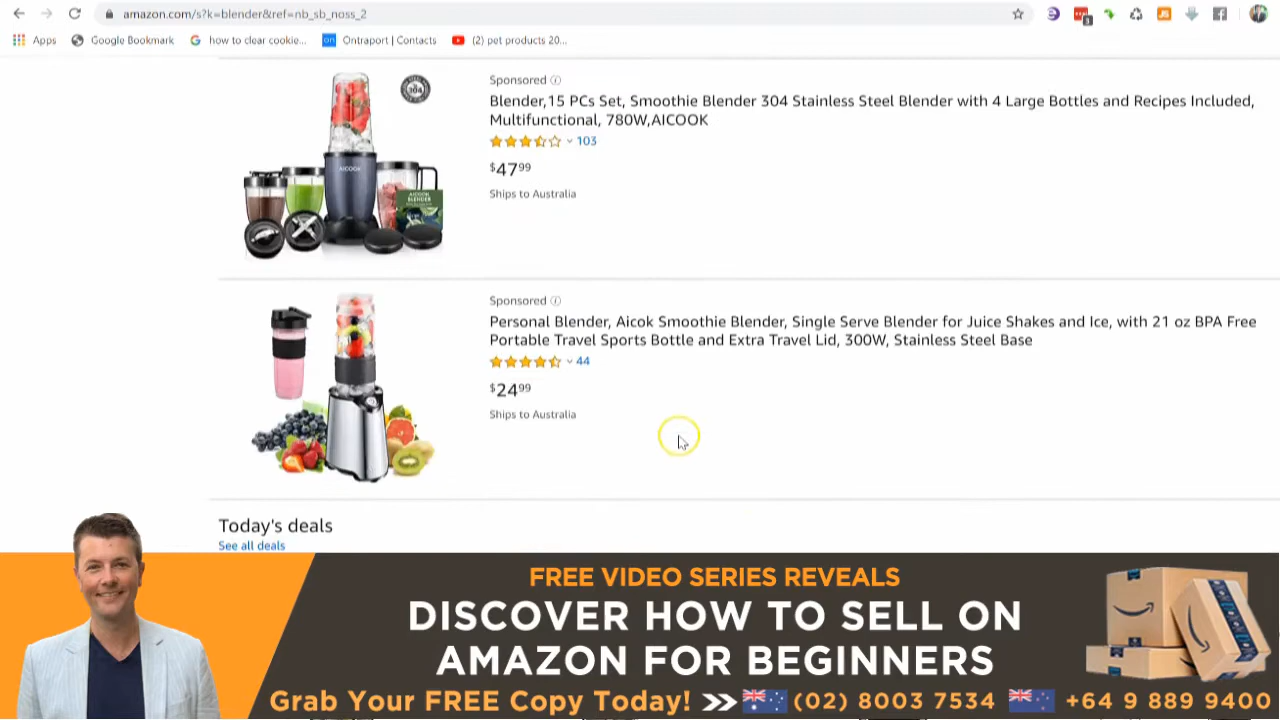 amazon.com/s?k=blender&ref=nb_sb_noss_2
Apps
Google Bookmark
how to clear cookie...
on
Ontraport | Contacts
(2) pet products 20...
304
AICOOK
AICOOK
BLENDER
Sponsored
Blender,15 PCs Set, Smoothie Blender 304 Stainless Steel Blender with 4 Large Bottles and Recipes Included,
Multifunctional, 780W,AICOOK
103
$47 99
Ships to Australia
Sponsored
Personal Blender, Aicok Smoothie Blender, Single Serve Blender for Juice Shakes and Ice, with 21 oz BPA Free
Portable Travel Sports Bottle and Extra Travel Lid, 300W, Stainless Steel Base
44
$24 99
Ships to Australia
Today's deals
See all deals
FREE VIDEO SERIES REVEALS
DISCOVER HOW TO SELL ON
AMAZON FOR BEGINNERS
Grab Your FREE Copy Today! >> (02) 8003 7534 +64 9 889 9400